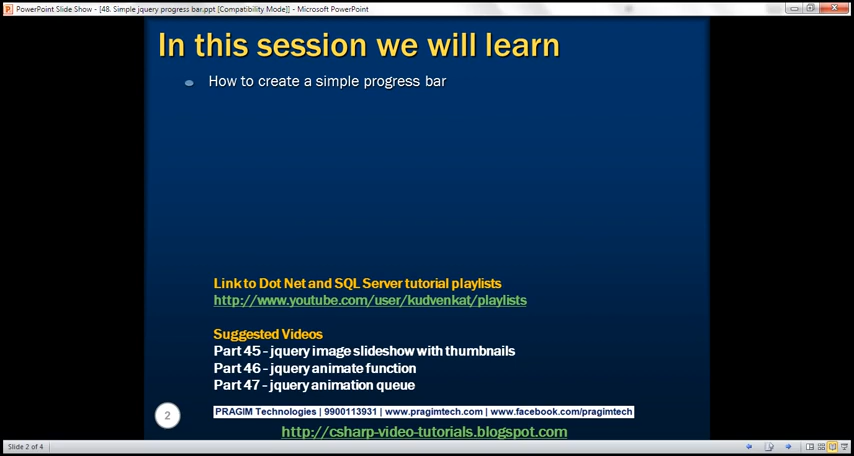 PowerPoint Slide Show - [48. Simple jquery progress bar.ppt [Compatibility Mode]] - Microsoft PowerPoint
In this session we will learn
How to create a simple progress bar
Link to Dot Net and SQL Server tutorial playlists
http://www.youtube.com/user/kudvenkat/playlists
Suggested Videos
Part 45 - jquery image slideshow with thumbnails
Part 46 - jquery animate function
Part 47 - jquery animation queue
2
PRAGIM Technologies | 9900113931 | www.pragimtech.com | www.facebook.com/pragimtech
http://csharp-video-tutorials.blogspot.com
Slide 2 of 4